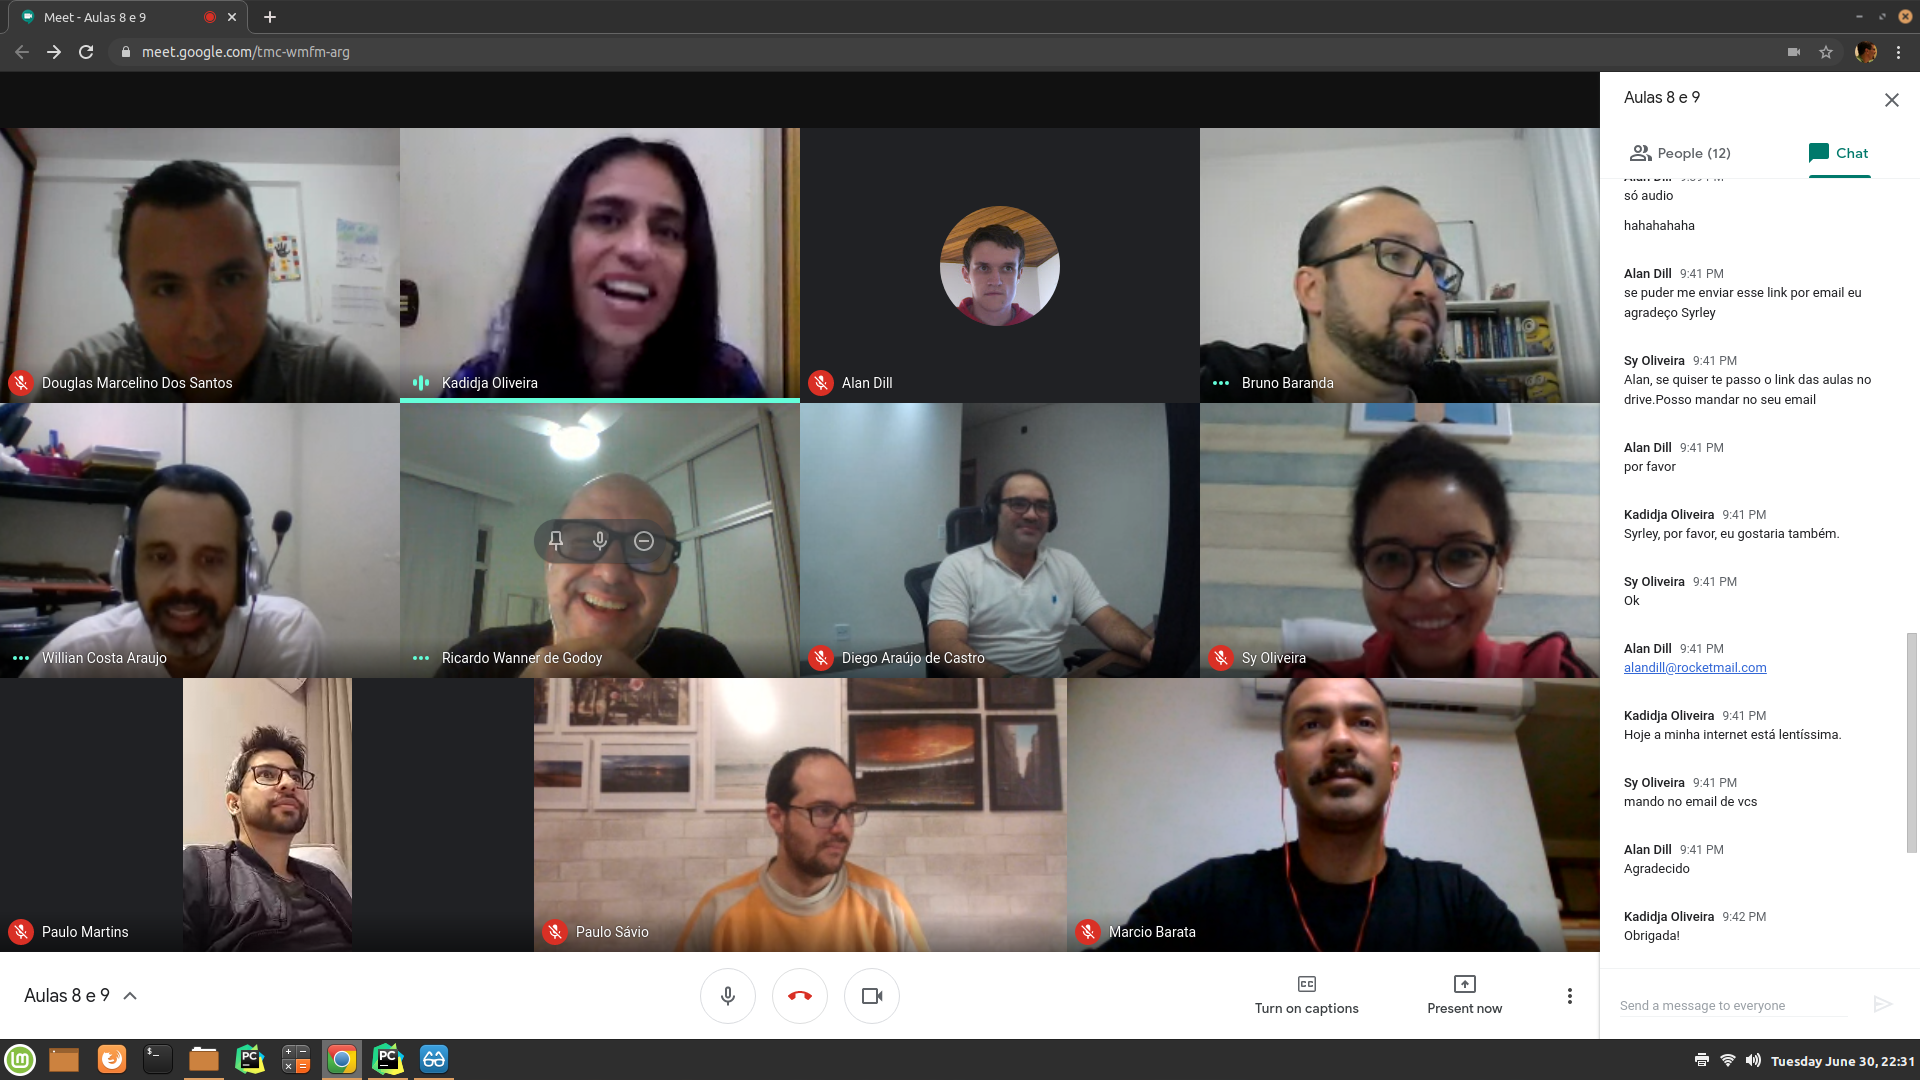 Meet - Aulas 8 e 9
meet.google.com/tmc-wmfm-arg
Aulas 8 e 9
People (12)
Chat
só audio
hahahahaha
Alan Dill 9:41 PM
se puder me enviar esse link por email eu
agradeço Syrley
Sy Oliveira 9:41 PM
Alan, se quiser te passo o link das aulas no
drive.Posso mandar no seu email
Alan Dill 9:41 PM
por favor
Kadidja Oliveira 9:41 PM
Syrley, por favor, eu gostaria também.
Sy Oliveira 9:41 PM
Ok
Alan Dill 9:41 PM
alandill@rocketmail.com
Kadidja Oliveira 9:41 PM
Hoje a minha internet está lentíssima.
Sy Oliveira 9:41 PM
mando no email de vcs
Alan Dill 9:41 PM
Agradecido
Kadidja Oliveira 9:42 PM
Obrigada!
Send a message to everyone
Douglas Marcelino Dos Santos
Kadidja Oliveira
Alan Dill
Bruno Baranda
Willian Costa Araujo
Ricardo Wanner de Godoy
Diego Araújo de Castro
Sy Oliveira
Paulo Martins
Paulo Sávio
Marcio Barata
Aulas 8 e 9
Turn on captions
Present now
PC
PC
Tuesday June 30, 22:31